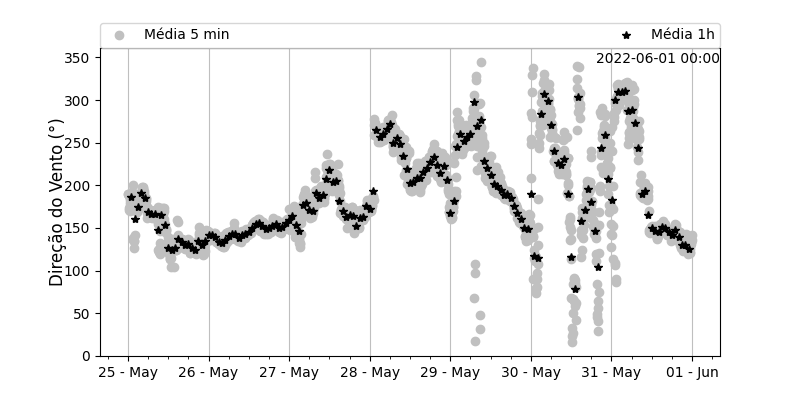 Média 5 min
Média 1h
2022-06-01 00:00
Direção do Vento (°)
350
300
250
200
150
100
50
0
25 - May
26 - May
27 - May
28 - May
29 - May
30 - May
31 - May
01 - Jun